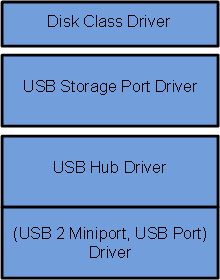 Disk Class Driver
USB Storage Port Driver
USB Hub Driver
(USB 2 Miniport, USB Port)
Driver